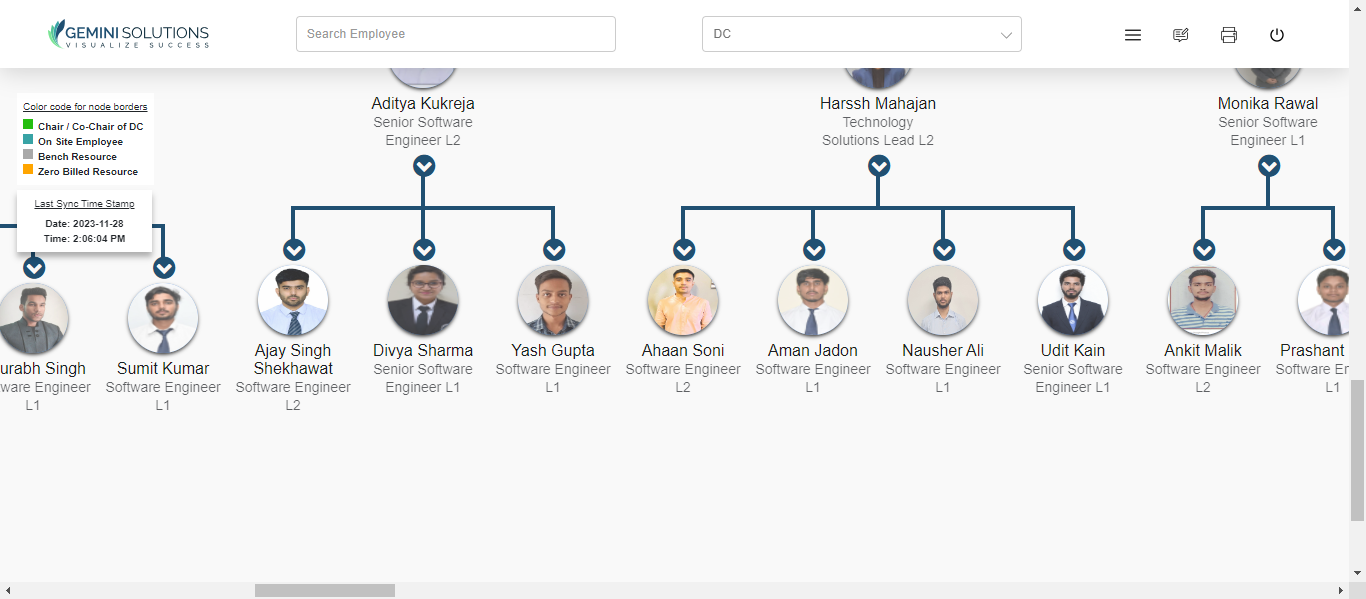 GEMINI SOLUTIONS
VISUALIZE SUCCESS
Search Employee
DC
Color code for node borders
Chair / Co-Chair of DC
On Site Employee
Bench Resource
Zero Billed Resource
Last Sync Time Stamp
Date: 2023-11-28
Time: 2:06:04 PM
Aditya Kukreja
Senior Software
Engineer L2
Harssh Mahajan
Technology
Solutions Lead L2
Monika Rawal
Senior Software
Engineer L1
urabh Singh
ware Engineer
L1
Sumit Kumar
Software Engineer
L1
Ajay Singh
Shekhawat
Software Engineer
L2
Divya Sharma
Senior Software
Engineer L1
Yash Gupta
Software Engineer
L1
Ahaan Soni
Software Engineer
L2
Aman Jadon
Software Engineer
L1
Nausher Ali
Software Engineer
L1
Udit Kain
Senior Software
Engineer L1
Ankit Malik
Software Engineer
L2
Prashant
Software Er
L1